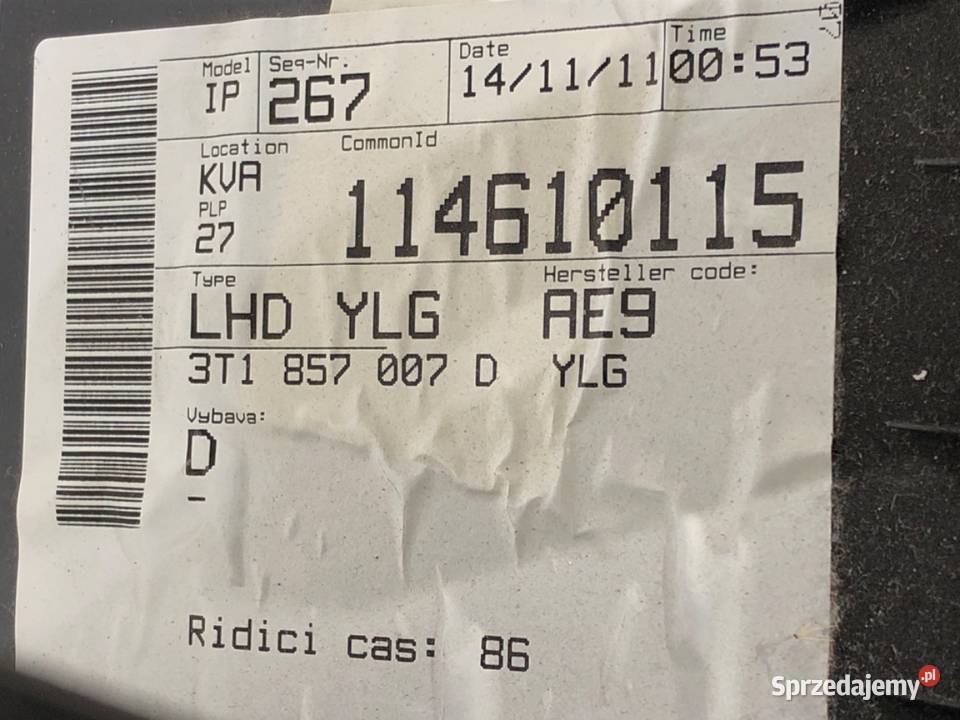 Model Seq-Nr. Date Time
IP 267 14/11/11 00:53
Location CommonId
KVA 114610115
PLP
27
Type Hersteller code:
LHD YLG AE9
3T1 857 007 D YLG
Vybava:
D
-
Ridici cas: 86
Sprzedajemy.pl